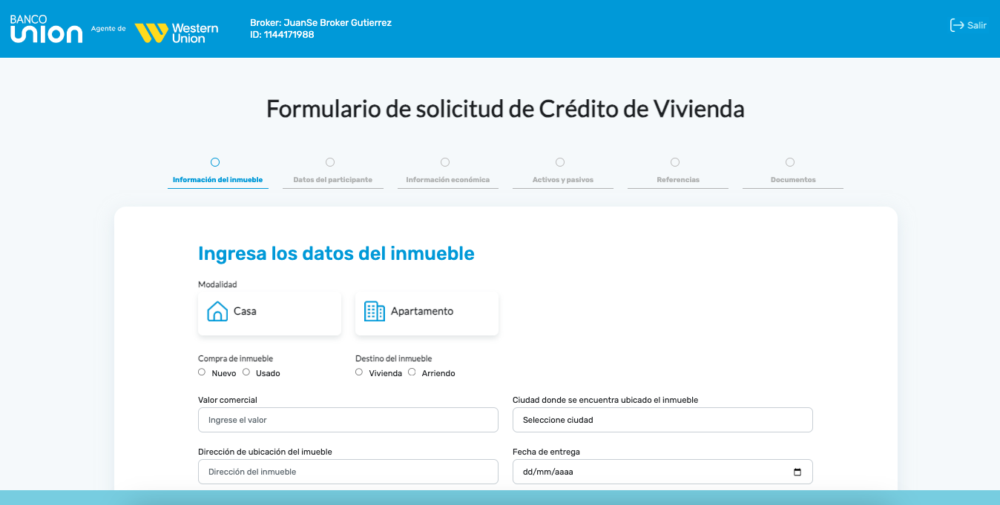 BANCO
union
Agente de
Western
Union
Broker: JuanSe Broker Gutierrez
ID: 1144171988
Salir
Formulario de solicitud de Crédito de Vivienda
Información del inmueble
Datos del participante
Información económica
Activos y pasivos
Referencias
Documentos
Ingresa los datos del inmueble
Modalidad
Casa
Apartamento
Compra de inmueble
Nuevo
Usado
Destino del inmueble
Vivienda
Arriendo
Valor comercial
Ingrese el valor
Ciudad donde se encuentra ubicado el inmueble
Seleccione ciudad
Dirección de ubicación del imueble
Dirección del inmueble
Fecha de entrega
dd/mm/aaaa